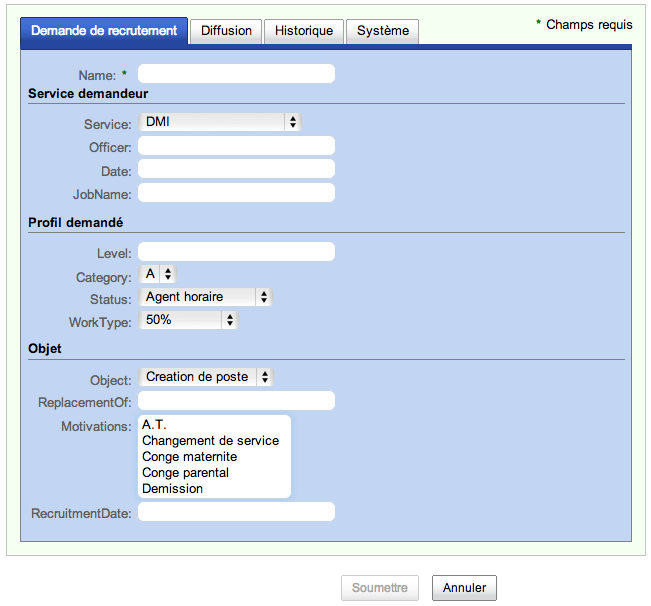 Demande de recrutement Diffusion Historique Système * Champs requis
Name: *
Service demandeur
Service: DMI
Officer:
Date:
JobName:
Profil demandé
Level:
Category: A
Status: Agent horaire
WorkType: 50%
Objet
Object: Creation de poste
ReplacementOf:
Motivations: A.T.
Changement de service
Conge maternite
Conge parental
Demission
RecruitmentDate:
Soumettre Annuler